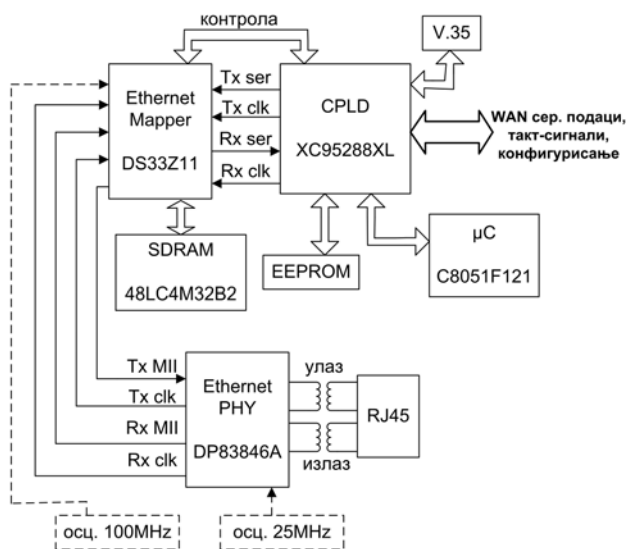 контрола
V.35
Ethernet
Mapper
DS33Z11
Tx ser
Tx clk
Rx ser
Rx clk
CPLD
XC95288XL
WAN сер. подаци,
такт-сигнали,
конфигурисање
SDRAM
48LC4M32B2
EEPROM
μC
C8051F121
Tx MII
Tx clk
Rx MII
Rx clk
Ethernet
PHY
DP83846A
улаз
излаз
RJ45
осц. 100MHz
осц. 25MHz